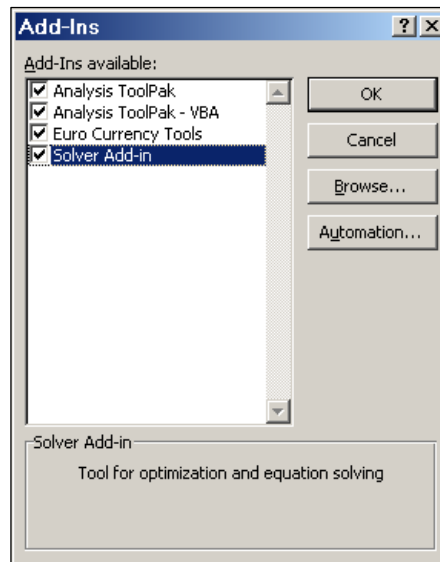 Add-Ins
Add-Ins available:
Analysis ToolPak
Analysis ToolPak - VBA
Euro Currency Tools
Solver Add-in
OK
Cancel
Browse...
Automation...
Solver Add-in
Tool for optimization and equation solving